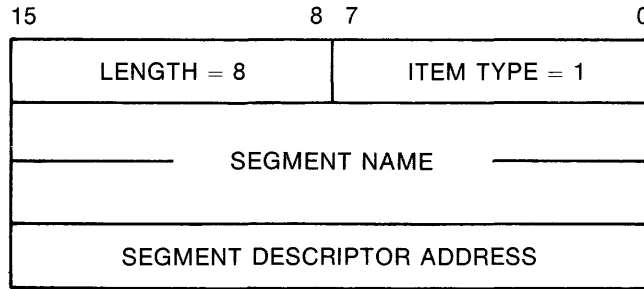 15 8 7 0
LENGTH = 8 ITEM TYPE = 1
SEGMENT NAME
SEGMENT DESCRIPTOR ADDRESS